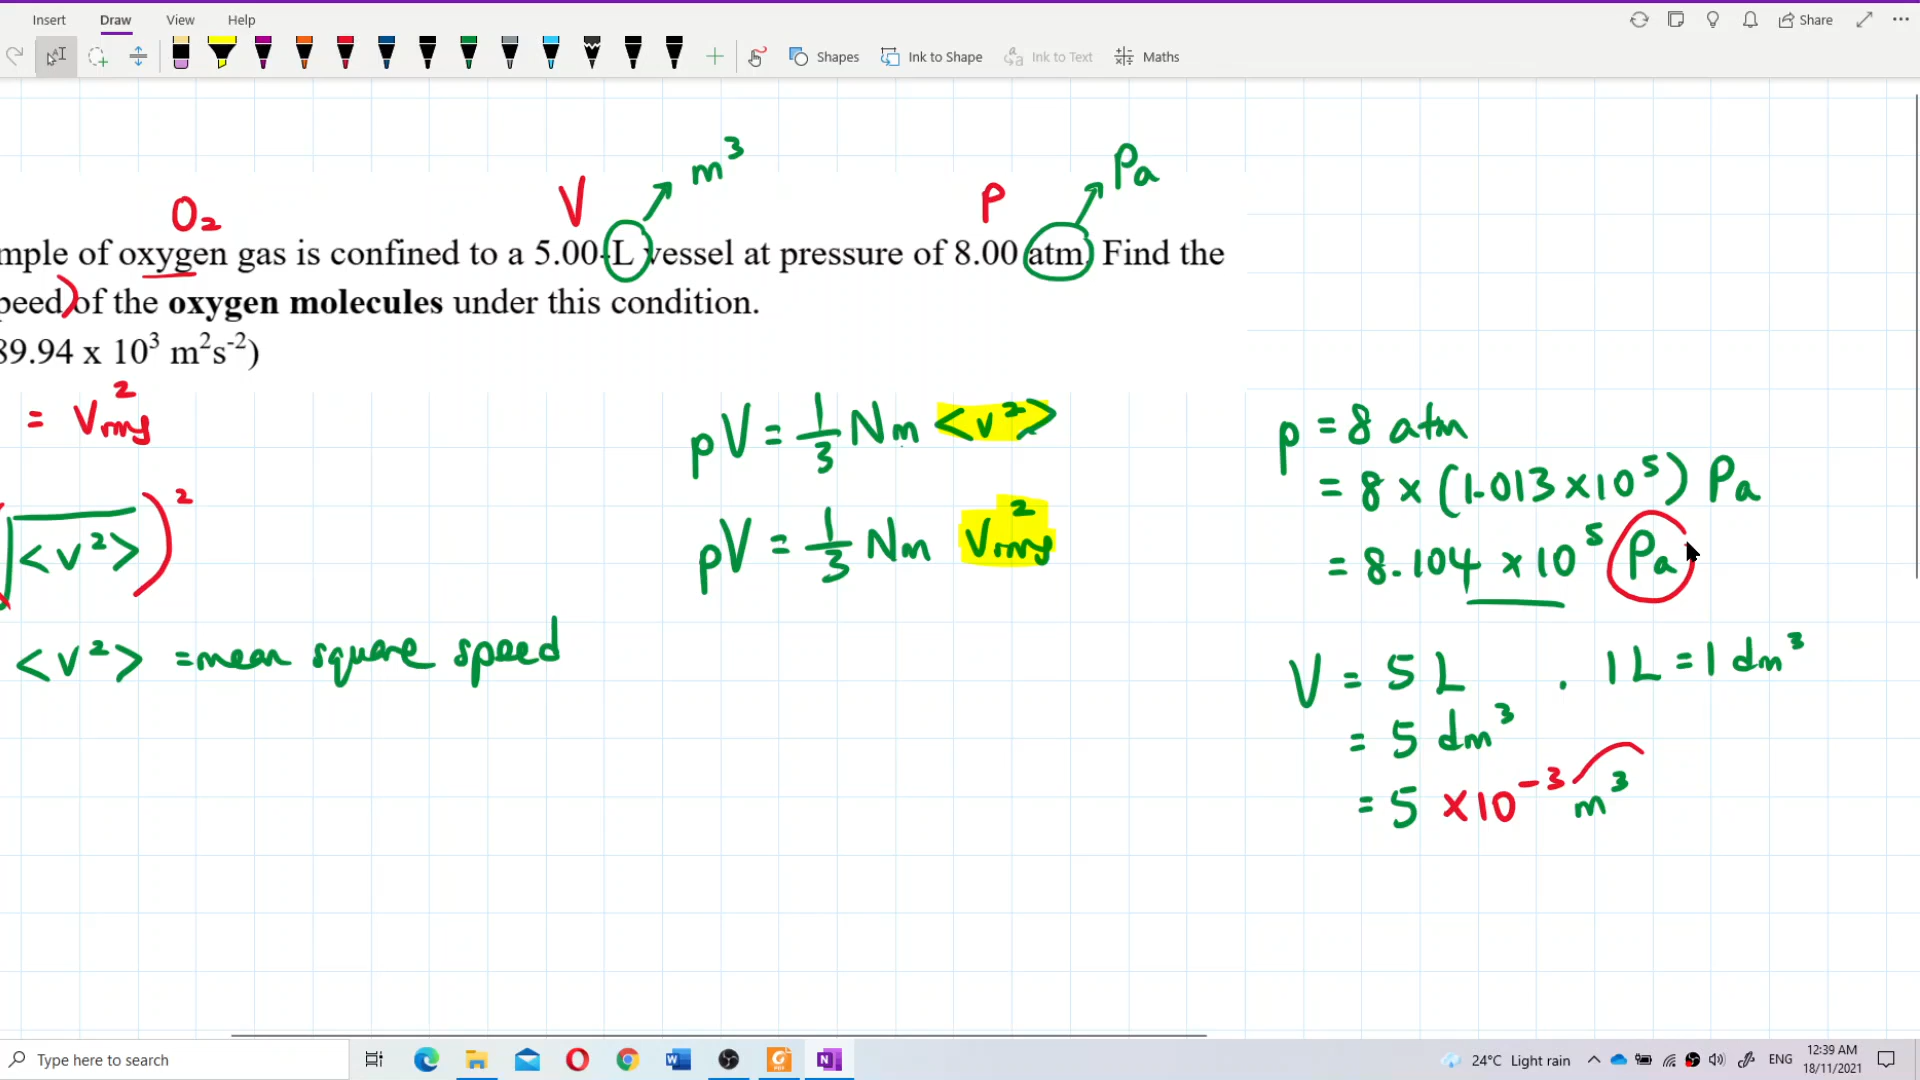 Insert Draw View Help Share
Shapes Ink to Shape Ink to Text Maths
m³ Pa
O₂ V P
mple of oxygen gas is confined to a 5.00-L vessel at pressure of 8.00 atm. Find the
peed) of the oxygen molecules under this condition.
39.94 x 10³ m²s⁻²)
= Vrms²
<v²> )²
<v²> = mean square speed
pV = 1/3 Nm <v²>
pV = 1/3 Nm Vrms²
p = 8 atm
= 8 × (1.013 × 10⁵) Pa
= 8.104 × 10⁵ Pa
V = 5 L . 1L = 1 dm³
= 5 dm³
= 5 × 10⁻³ m³
Type here to search
24°C Light rain ENG 12:39 AM
18/11/2021